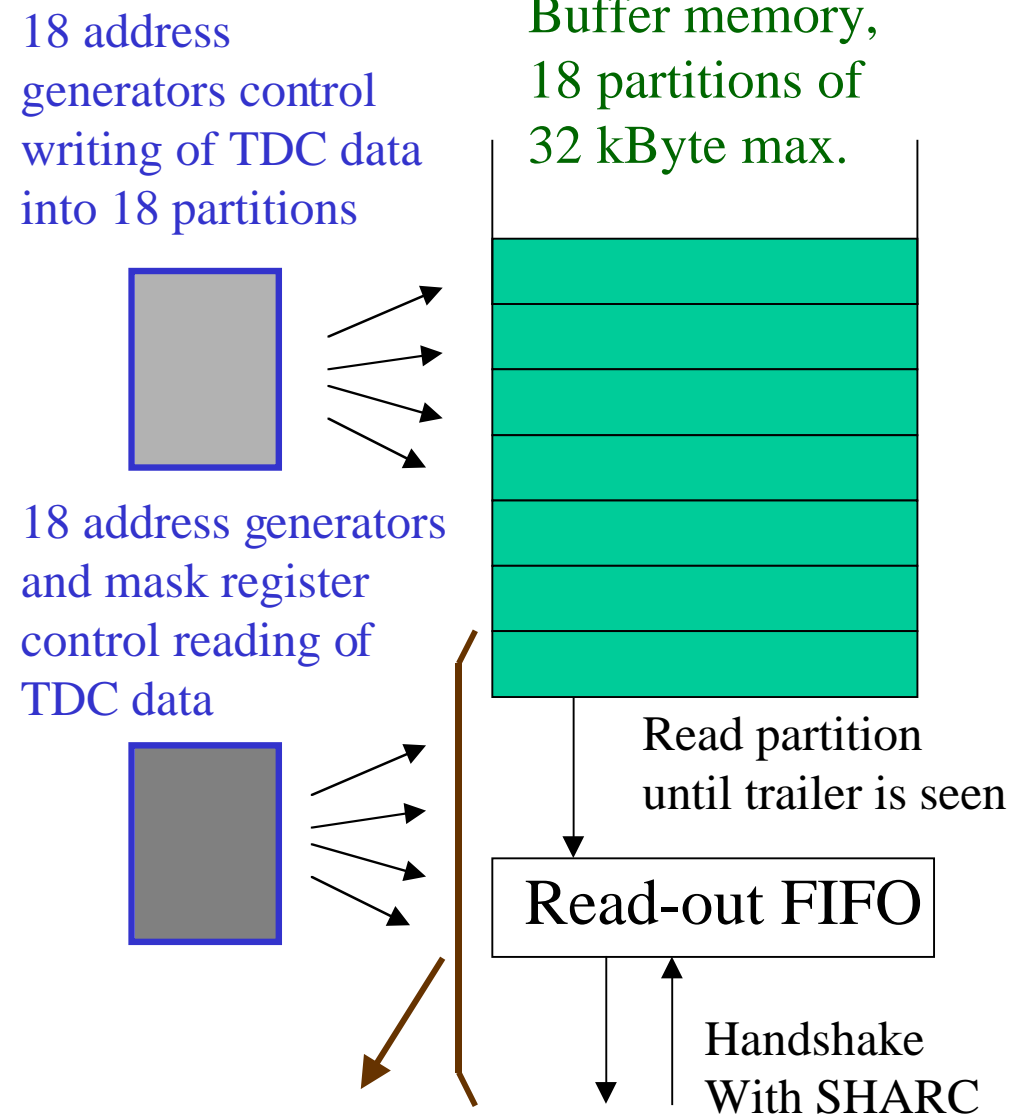 18 address
generators control
writing of TDC data
into 18 partitions
Buffer memory,
18 partitions of
32 kByte max.
18 address generators
and mask register
control reading of
TDC data
Read partition
until trailer is seen
Read-out FIFO
Handshake
With SHARC